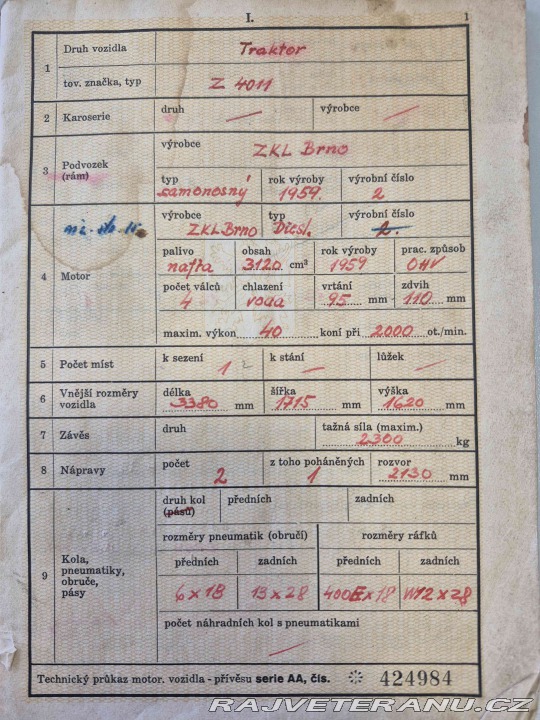 I. 1
1 Druh vozidla Traktor
tov. značka, typ Z 4011
2 Karoserie druh — výrobce —
3 Podvozek (rám) výrobce ZKL Brno
typ samonosný rok výroby 1959. výrobní číslo 2
4 Motor výrobce ZKL Brno typ Diesl. výrobní číslo 2.
palivo nafta obsah 3120 cm³ rok výroby 1959 prac. způsob OHV
počet válců 4 chlazení voda vrtání 95 mm zdvih 110 mm
maxim. výkon 40 koní při 2000 ot./min.
5 Počet míst k sezení 1 2 k stání — lůžek —
6 Vnější rozměry vozidla délka 3380 mm šířka 1715 mm výška 1620 mm
7 Závěs druh tažná síla (maxim.) 2300 kg
8 Nápravy počet 2 z toho poháněných 1 rozvor 2130 mm
9 Kola, pneumatiky, obruče, pásy druh kol (pásů) předních zadních
rozměry pneumatik (obručí) rozměry ráfků
předních zadních předních zadních
6 x 18 13 x 28 400E x 18 W12 x 28
počet náhradních kol s pneumatikami
—
Technický průkaz motor. vozidla - přívěsu serie AA, čís. 424984
RAJVETERANU.CZ